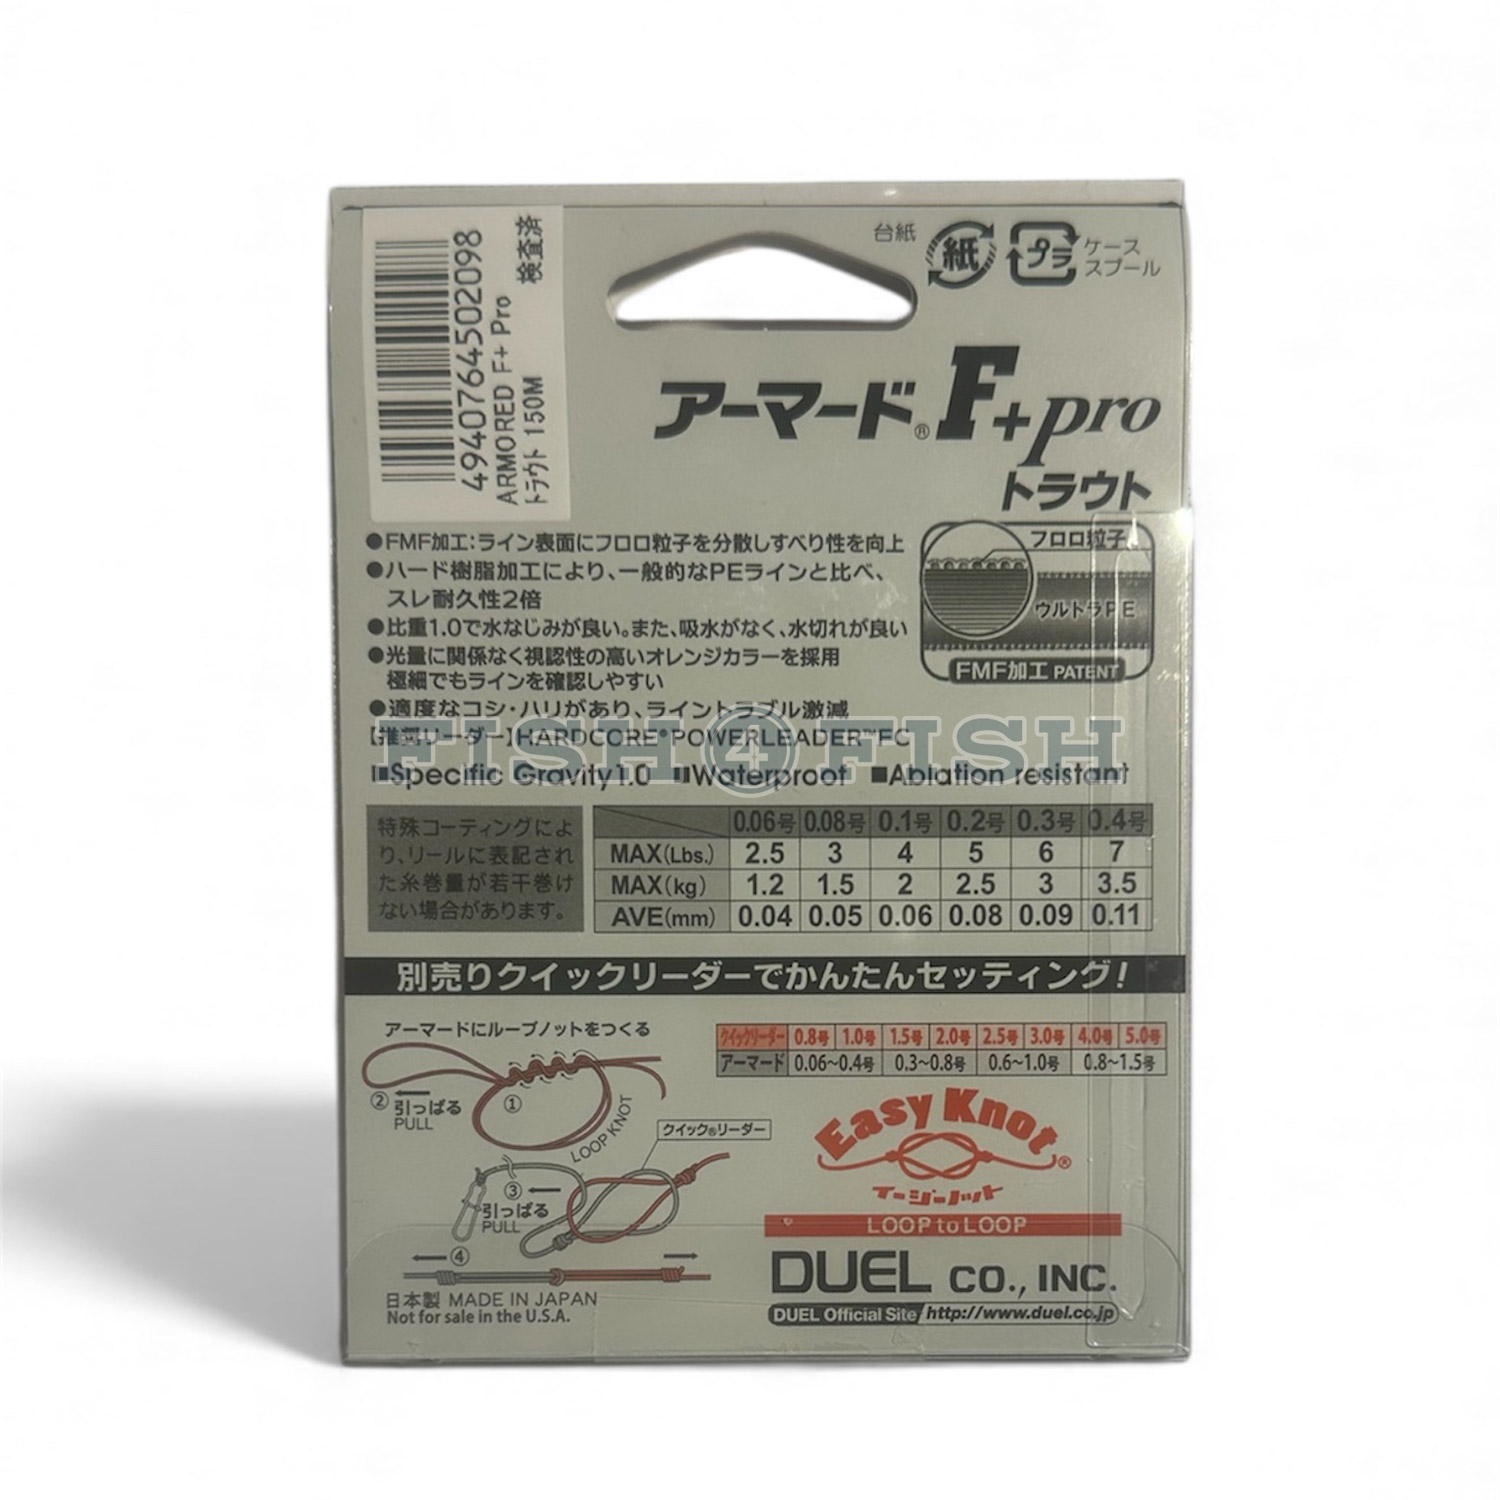 4940764502098
ARMORED F+ Pro
トラウト 150M
検査済
台紙
紙
プラ
ケース
スプール
アーマード® F+pro
トラウト
●FMF加工:ライン表面にフロロ粒子を分散しすべり性を向上
●ハード樹脂加工により、一般的なPEラインと比べ、
スレ耐久性2倍
●比重1.0で水なじみが良い。また、吸水がなく、水切れが良い
●光量に関係なく視認性の高いオレンジカラーを採用
極細でもラインを確認しやすい
●適度なコシ・ハリがあり、ライントラブル激減
【推奨リーダー】HARDCORE® POWERLEADER™ FC
フロロ粒子
ウルトラPE
FMF加工 PATENT
FISH 4 FISH
■Specific Gravity1.0 ■Waterproof ■Ablation resistant
特殊コーティングによ
り、リールに表記され
た糸巻量が若干巻け
ない場合があります。
0.06号 0.08号 0.1号 0.2号 0.3号 0.4号
MAX(Lbs.) 2.5 3 4 5 6 7
MAX(kg) 1.2 1.5 2 2.5 3 3.5
AVE(mm) 0.04 0.05 0.06 0.08 0.09 0.11
別売りクイックリーダーでかんたんセッティング!
アーマードにループノットをつくる
② 引っぱる
PULL
①
LOOP KNOT
クイック®リーダー
③
引っぱる
PULL
④
クイックリーダー 0.8号 1.0号 1.5号 2.0号 2.5号 3.0号 4.0号 5.0号
アーマード 0.06~0.4号 0.3~0.8号 0.6~1.0号 0.8~1.5号
Easy Knot®
イージーノット
LOOP to LOOP
DUEL CO., INC.
DUEL Official Site http://www.duel.co.jp
日本製 MADE IN JAPAN
Not for sale in the U.S.A.